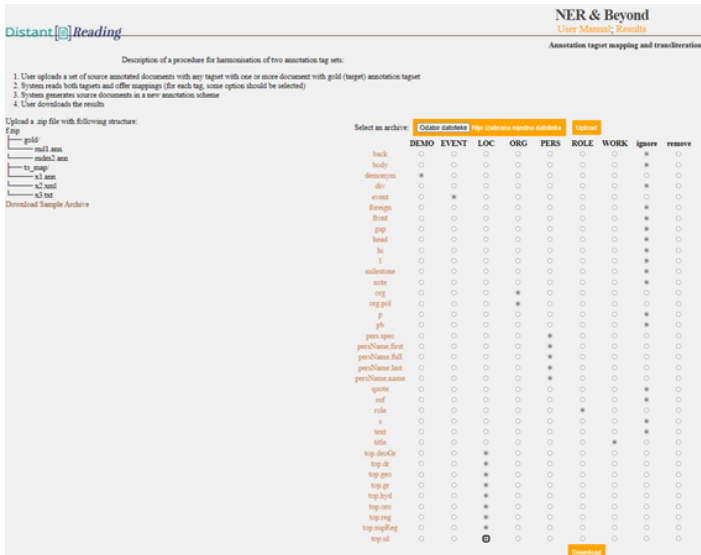 Distant Reading
NER & Beyond
User Manual; Results
Annotation tagset mapping and transliteration
Description of a procedure for harmonisation of two annotation tag sets:
1. User uploads a set of source annotated documents with any tagset with one or more document with gold (target) annotation tagset
2. System reads both tagsets and offer mappings (for each tag, some option should be selected)
3. System generates source documents in a new annotation scheme
4. User downloads the results
Upload a .zip file with following structure:
f.zip
gold/
to_map/
x1.ann
x2.xml
x3.txt
Download Sample Archive
Select an archive: Odabir datoteke Nije izabrana nijedna datoteka Upload
DEMO EVENT LOC ORG PERS ROLE WORK ignore remove
back
body
demonym
div
event
foreign
front
gap
head
hi
l
milestone
note
org
org.pol
p
pb
pers.spec
persName.first
persName.full
persName.last
persName.name
quote
ref
role
s
text
title
top.deoGr
top.dr
top.geo
top.gr
top.hyd
top.oro
top.reg
top.supReg
top.ul
Download